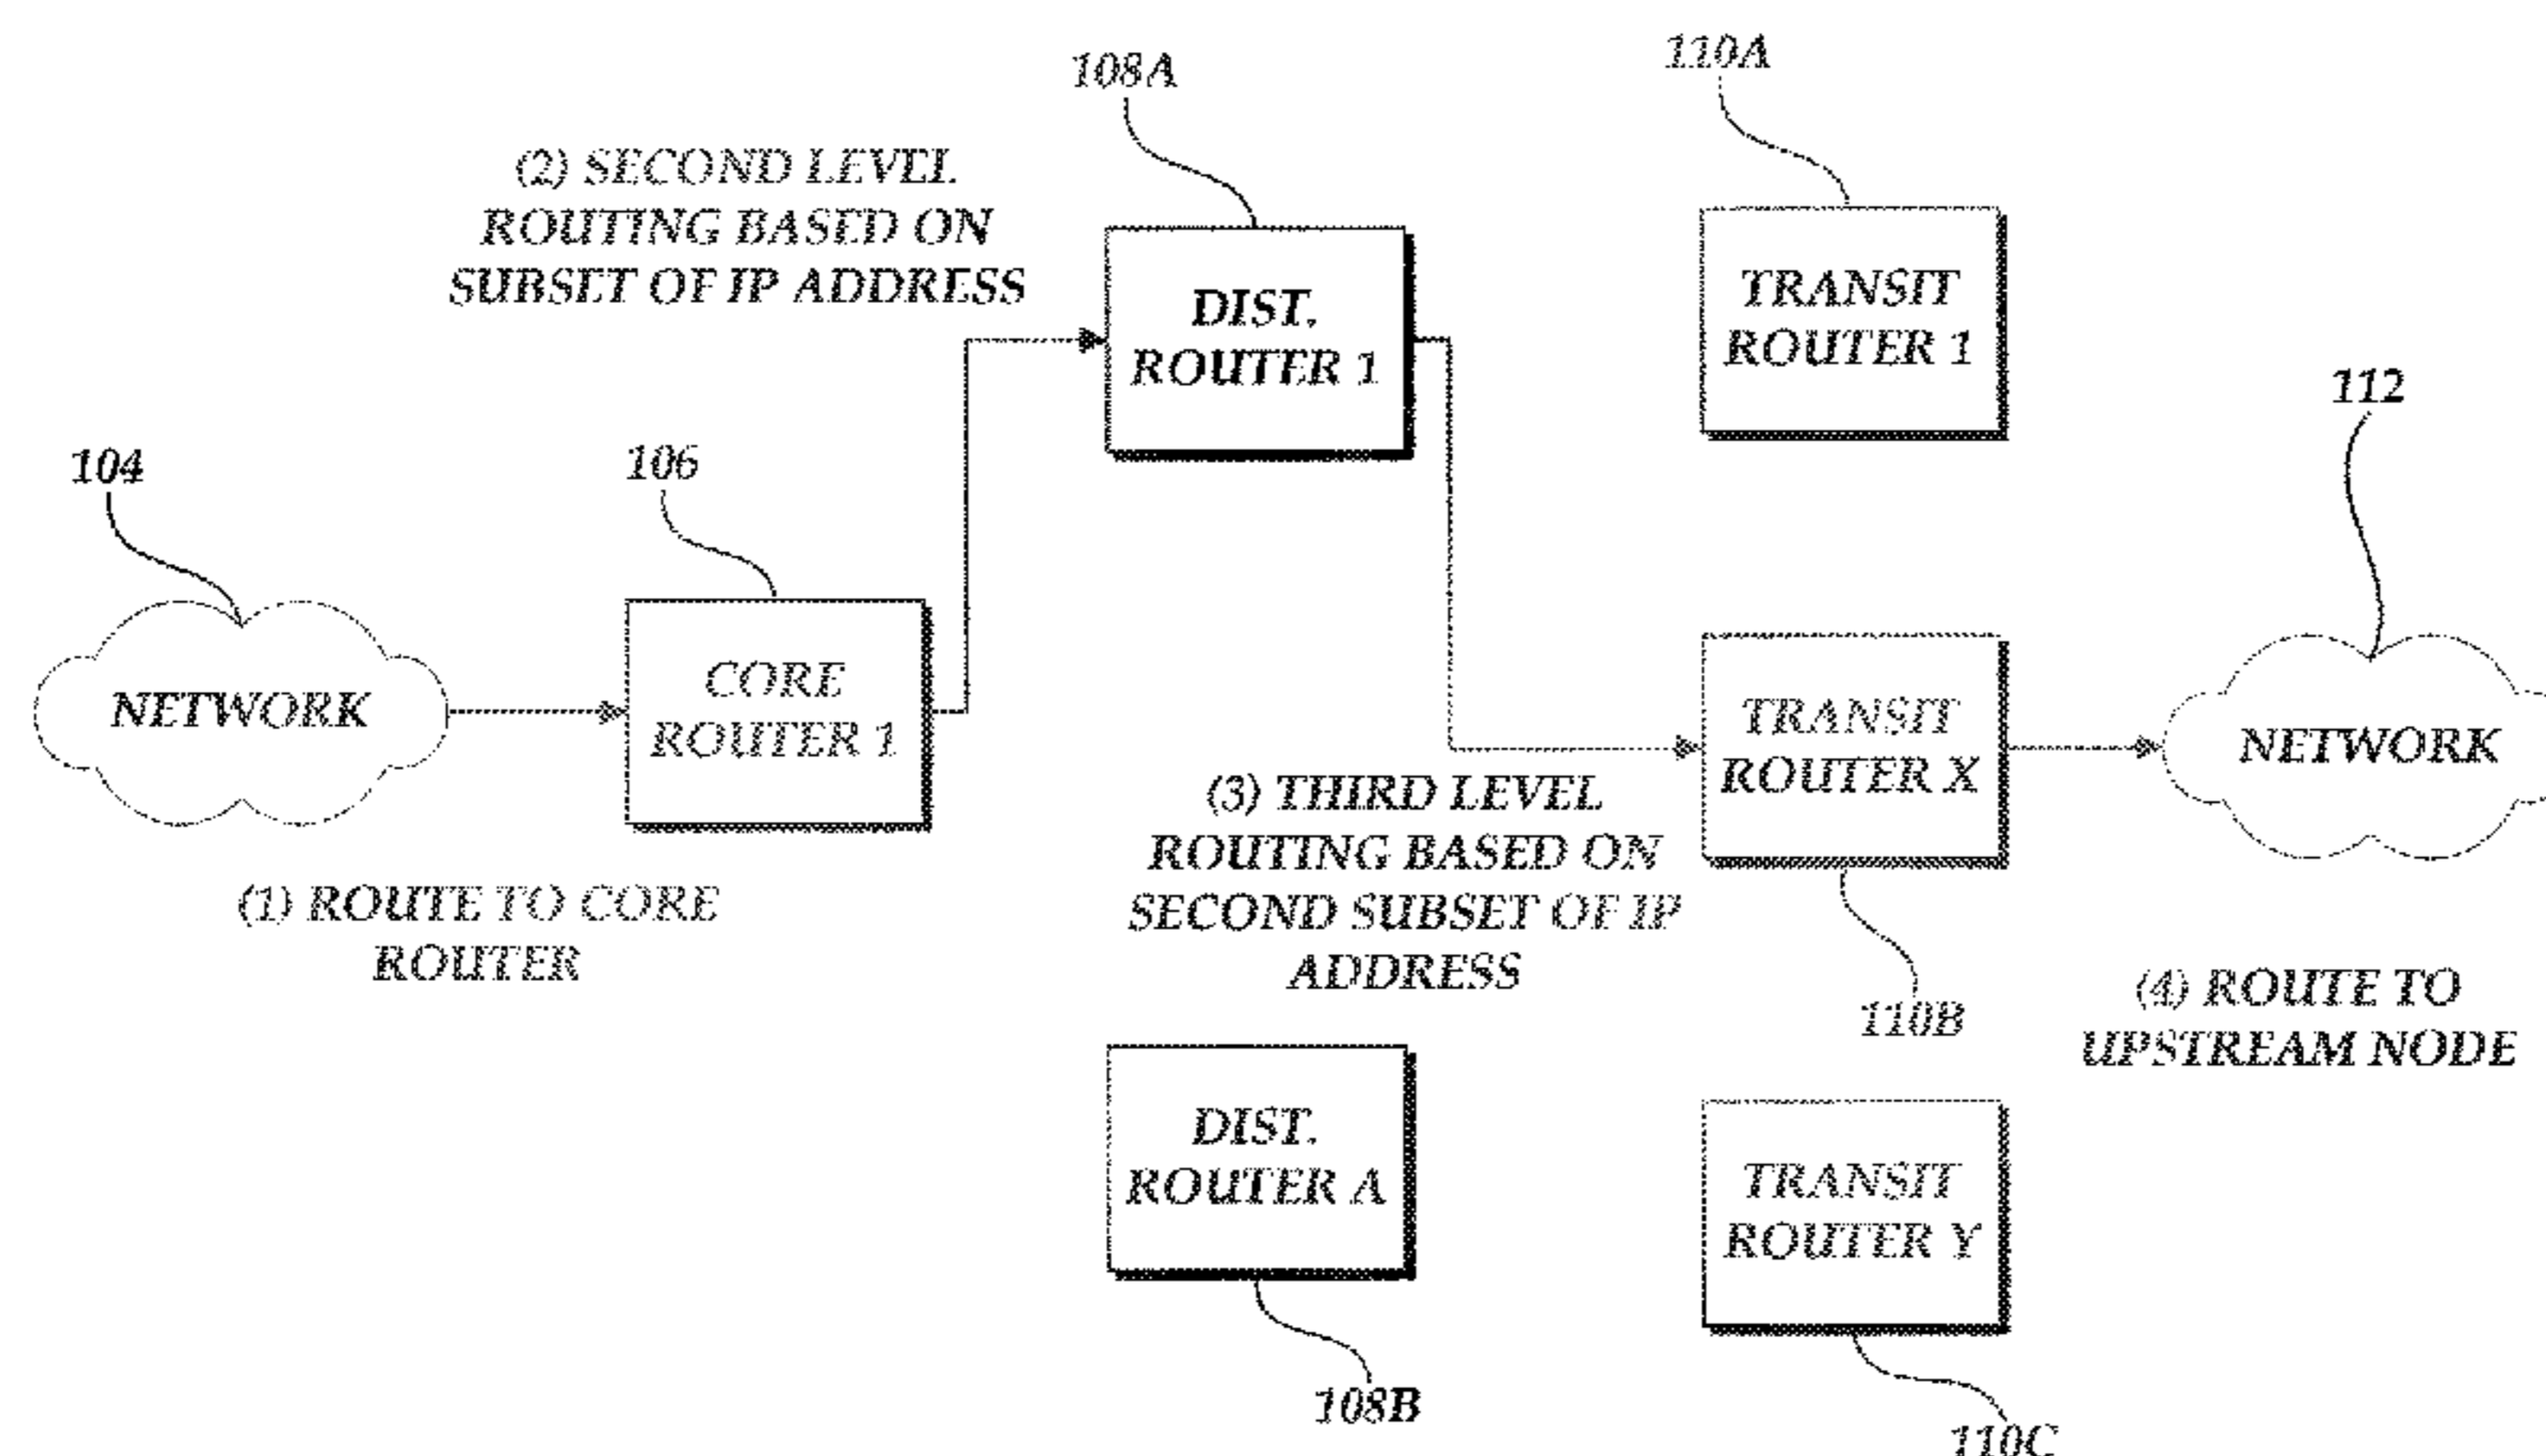 108A
110A
(2) SECOND LEVEL
ROUTING BASED ON
SUBSET OF IP ADDRESS
DIST.
ROUTER 1
TRANSIT
ROUTER 1
112
104
106
NETWORK
CORE
ROUTER 1
TRANSIT
ROUTER X
NETWORK
(1) ROUTE TO CORE
ROUTER
(3) THIRD LEVEL
ROUTING BASED ON
SECOND SUBSET OF IP
ADDRESS
110B
(4) ROUTE TO
UPSTREAM NODE
DIST.
ROUTER A
TRANSIT
ROUTER Y
108B
110C